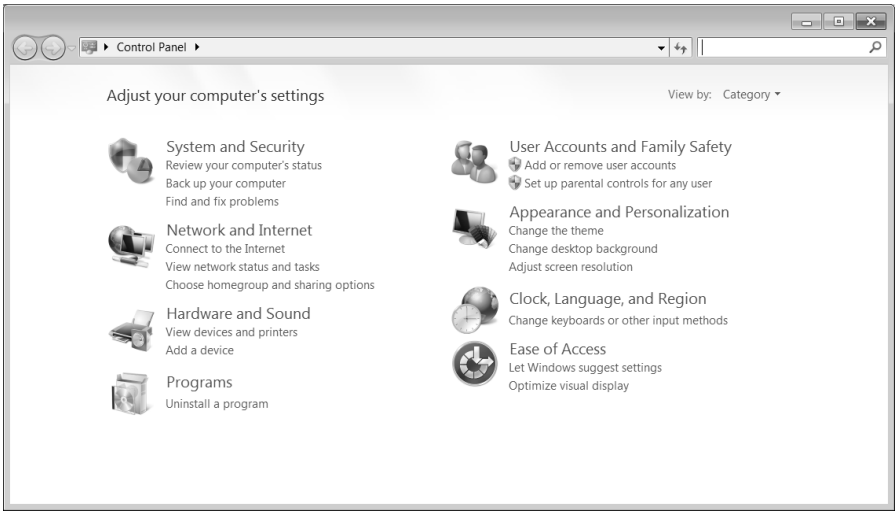 Control Panel
Adjust your computer's settings
View by: Category
System and Security
Review your computer's status
Back up your computer
Find and fix problems
Network and Internet
Connect to the Internet
View network status and tasks
Choose homegroup and sharing options
Hardware and Sound
View devices and printers
Add a device
Programs
Uninstall a program
User Accounts and Family Safety
Add or remove user accounts
Set up parental controls for any user
Appearance and Personalization
Change the theme
Change desktop background
Adjust screen resolution
Clock, Language, and Region
Change keyboards or other input methods
Ease of Access
Let Windows suggest settings
Optimize visual display